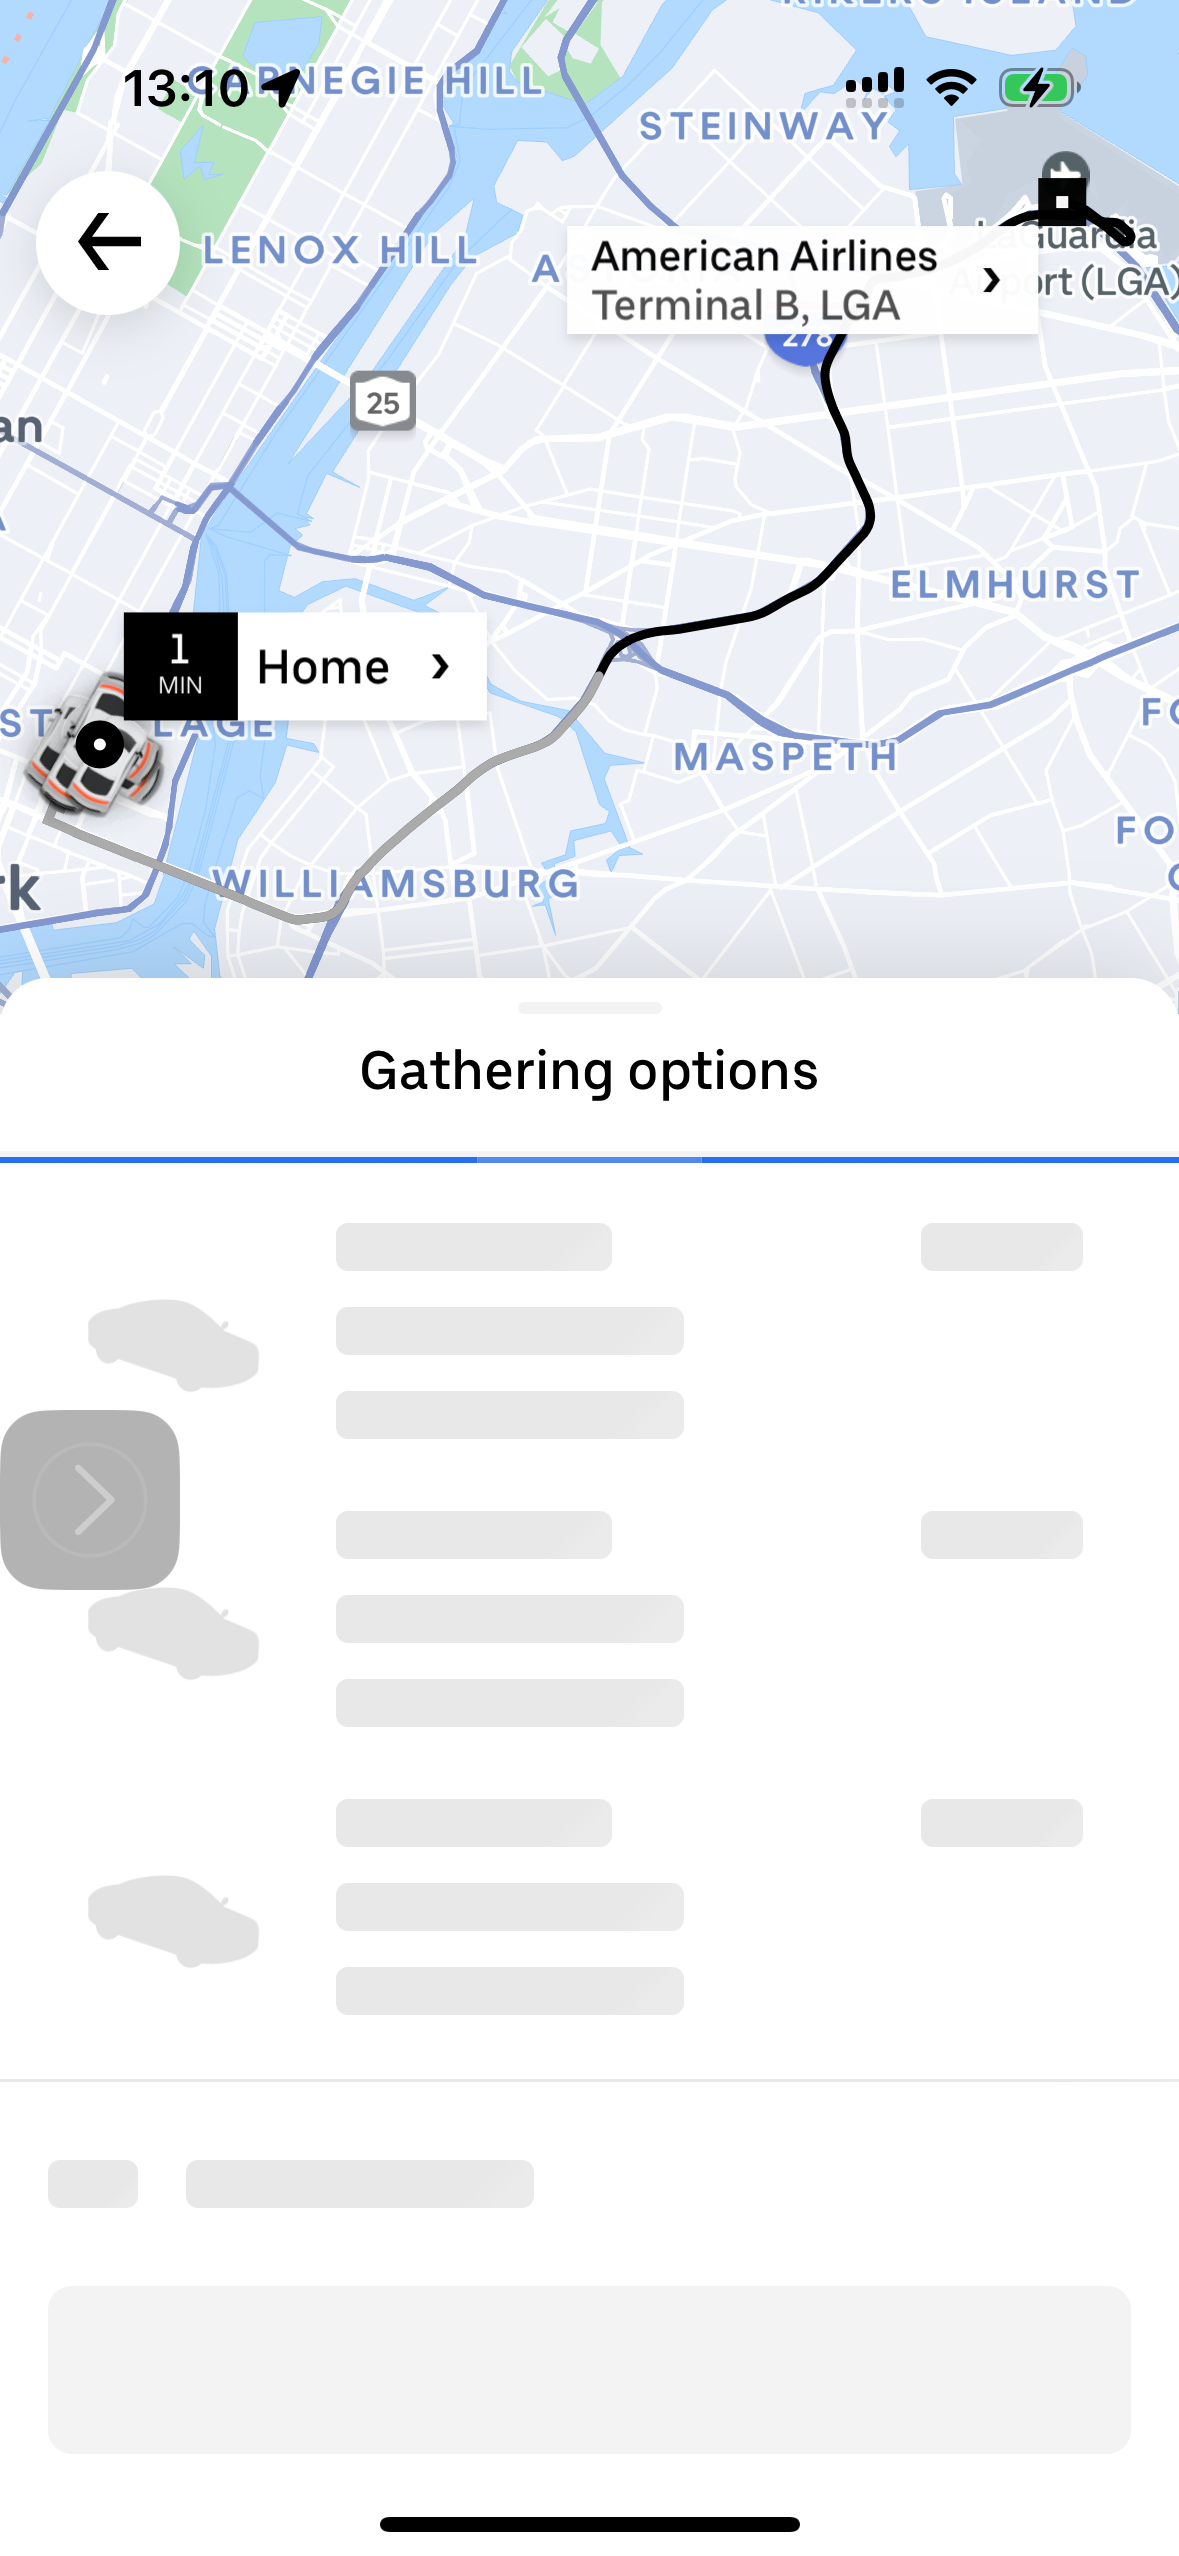 13:10
CARNEGIE HILL
STEINWAY
LENOX HILL
American Airlines
Terminal B, LGA
LaGuardia
Airport (LGA)
278
25
an
ELMHURST
1
MIN
Home
MASPETH
WILLIAMSBURG
rk
Gathering options